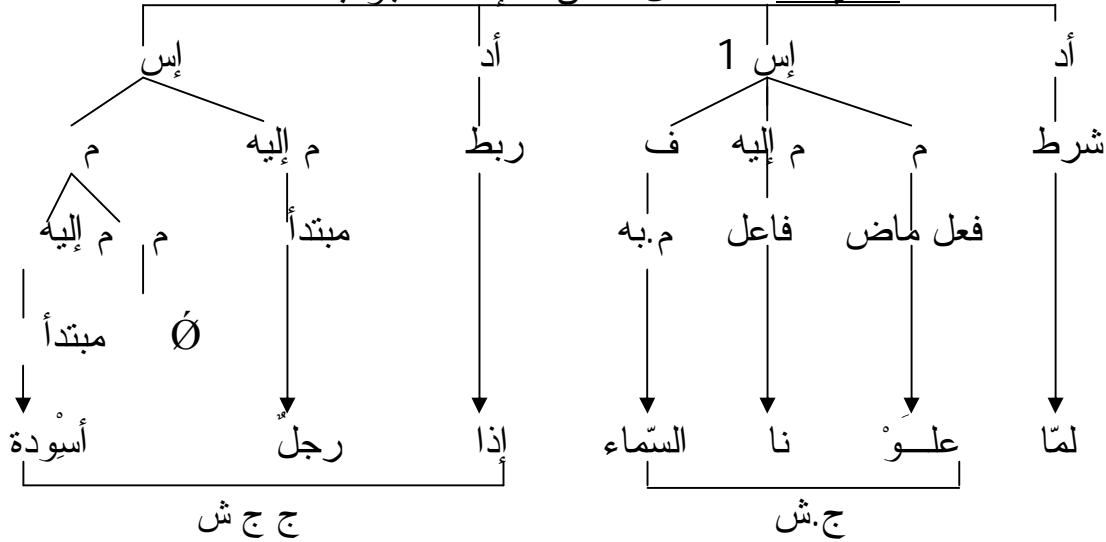 أد إس 1 أد إس
شرط م م إليه ف ربط م إليه م
فعل ماض فاعل م.به مبتدأ م م إليه
Ǿ مبتدأ
لمّا علــوَْ نا السّماء إذا رجلٌ أسْوِدة
ج.ش ج ج ش